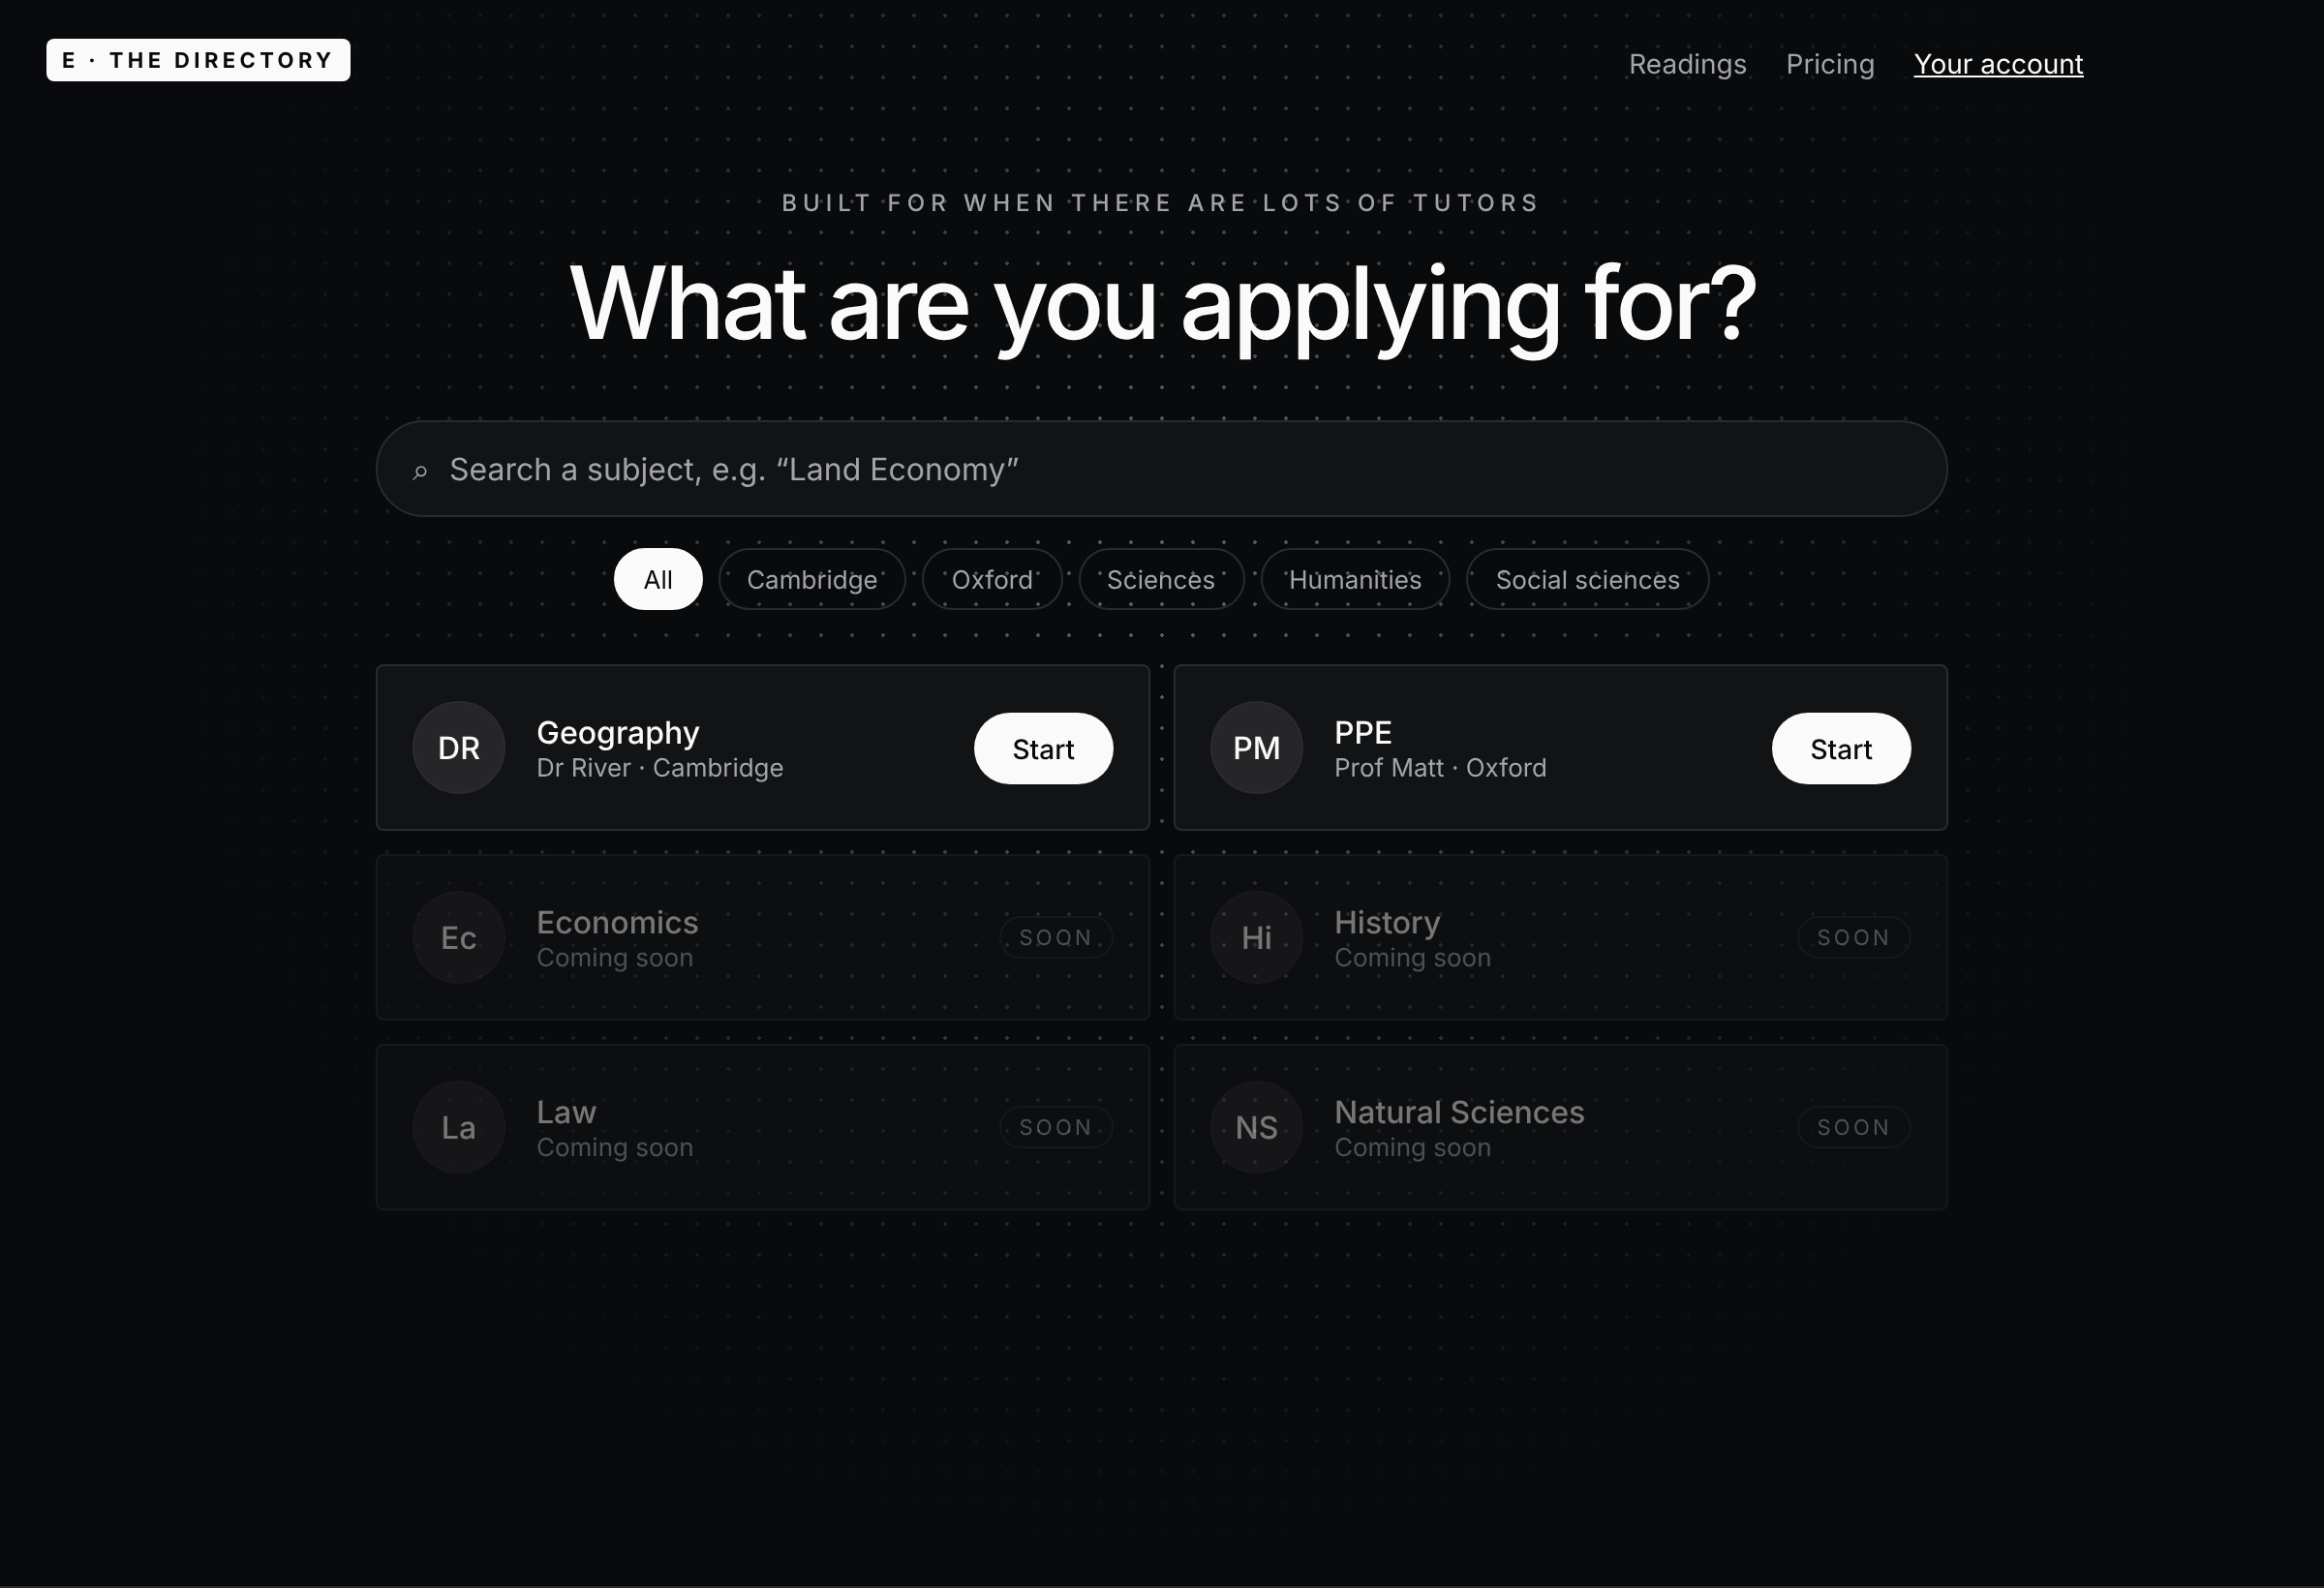 E · THE DIRECTORY
Readings Pricing Your account
BUILT FOR WHEN THERE ARE LOTS OF TUTORS
What are you applying for?
Search a subject, e.g. “Land Economy”
All Cambridge Oxford Sciences Humanities Social sciences
DR
Geography
Dr River · Cambridge
Start
PM
PPE
Prof Matt · Oxford
Start
Ec
Economics
Coming soon
SOON
Hi
History
Coming soon
SOON
La
Law
Coming soon
SOON
NS
Natural Sciences
Coming soon
SOON